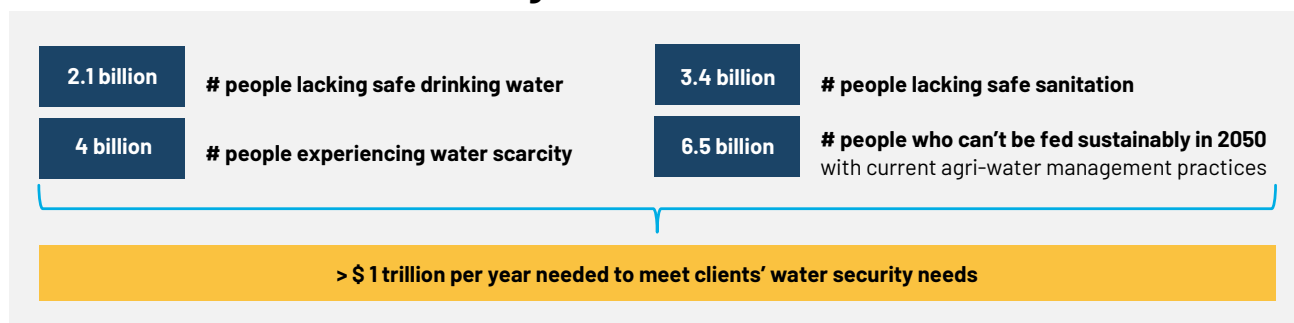 2.1 billion
# people lacking safe drinking water
3.4 billion
# people lacking safe sanitation
4 billion
# people experiencing water scarcity
6.5 billion
# people who can't be fed sustainably in 2050
with current agri-water management practices
> $ 1 trillion per year needed to meet clients' water security needs